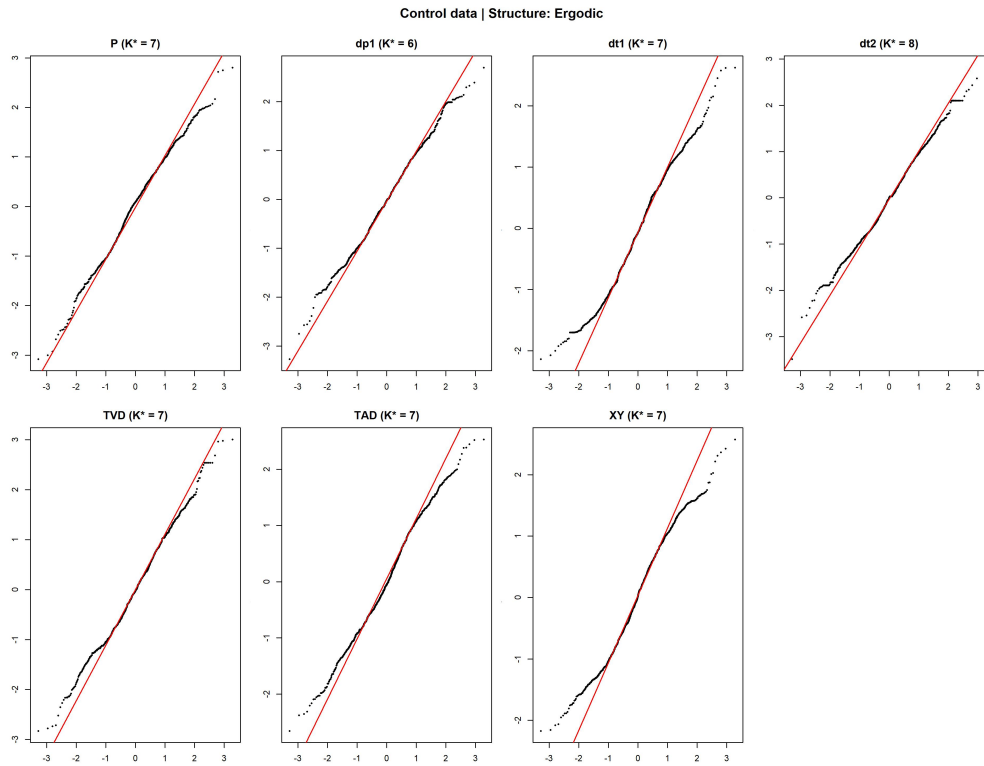 Control data | Structure: Ergodic
P (K* = 7)
dp1 (K* = 6)
dt1 (K* = 7)
dt2 (K* = 8)
3
2
1
0
-1
-2
-3
-3 -2 -1 0 1 2 3
2
1
0
-1
-2
-3
-3 -2 -1 0 1 2 3
2
1
0
-1
-2
-3 -2 -1 0 1 2 3
3
2
1
0
-1
-2
-3
-3 -2 -1 0 1 2 3
TVD (K* = 7)
TAD (K* = 7)
XY (K* = 7)
3
2
1
0
-1
-2
-3
-3 -2 -1 0 1 2 3
2
1
0
-1
-2
-3 -2 -1 0 1 2 3
2
1
0
-1
-2
-3 -2 -1 0 1 2 3